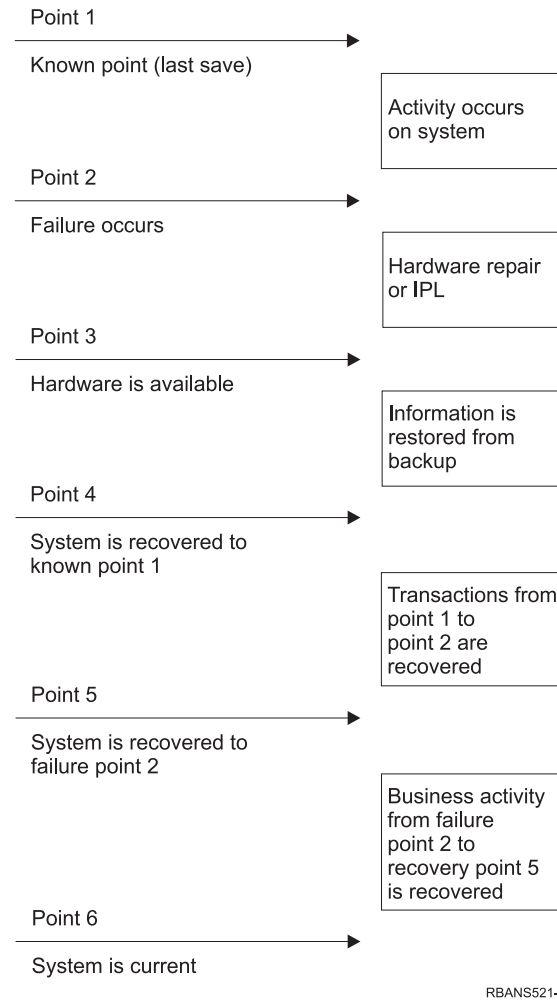 Point 1
Known point (last save)
Activity occurs
on system
Point 2
Failure occurs
Hardware repair
or IPL
Point 3
Hardware is available
Information is
restored from
backup
Point 4
System is recovered to
known point 1
Transactions from
point 1 to
point 2 are
recovered
Point 5
System is recovered to
failure point 2
Business activity
from failure
point 2 to
recovery point 5
is recovered
Point 6
System is current
RBANS521-